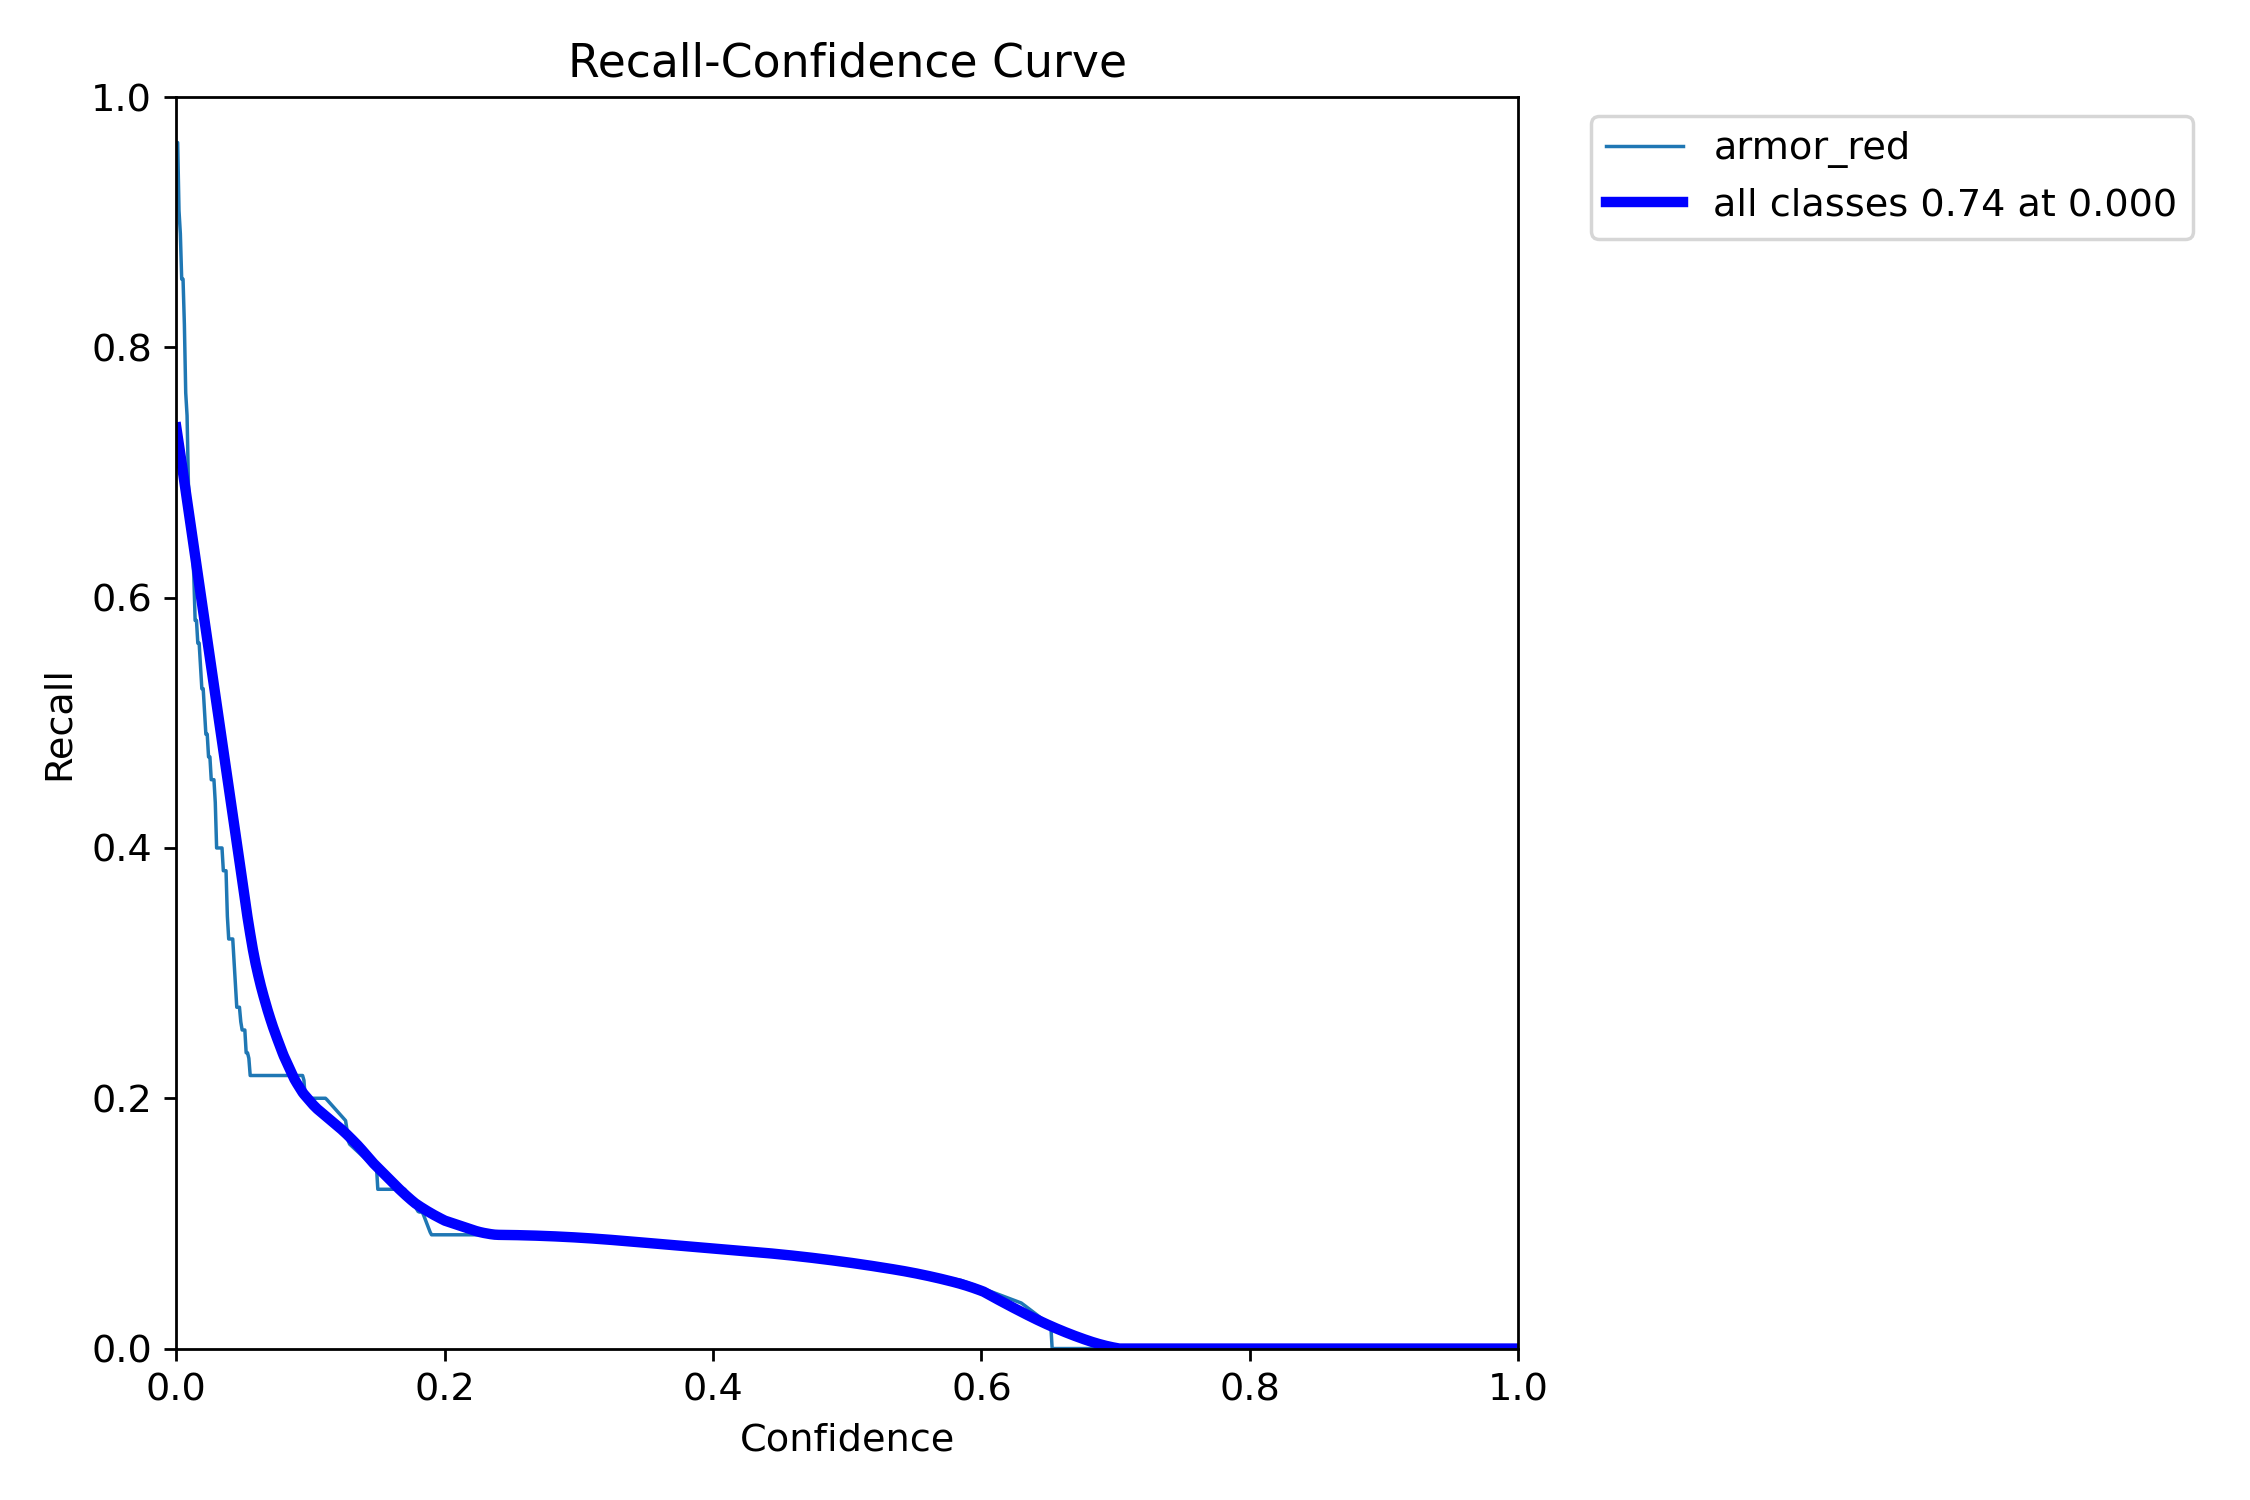 Recall-Confidence Curve
1.0
0.8
0.6
0.4
0.2
0.0
Recall
0.0 0.2 0.4 0.6 0.8 1.0
Confidence
armor_red
all classes 0.74 at 0.000